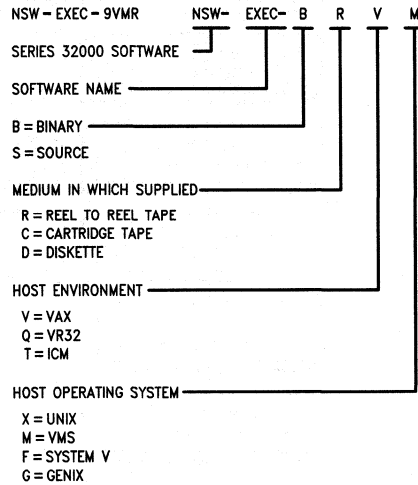 NSW - EXEC - 9VMR NSW- EXEC- B R V M
SERIES 32000 SOFTWARE
SOFTWARE NAME
B = BINARY
S = SOURCE
MEDIUM IN WHICH SUPPLIED
R = REEL TO REEL TAPE
C = CARTRIDGE TAPE
D = DISKETTE
HOST ENVIRONMENT
V = VAX
Q = VR32
T = ICM
HOST OPERATING SYSTEM
X = UNIX
M = VMS
F = SYSTEM V
G = GENIX